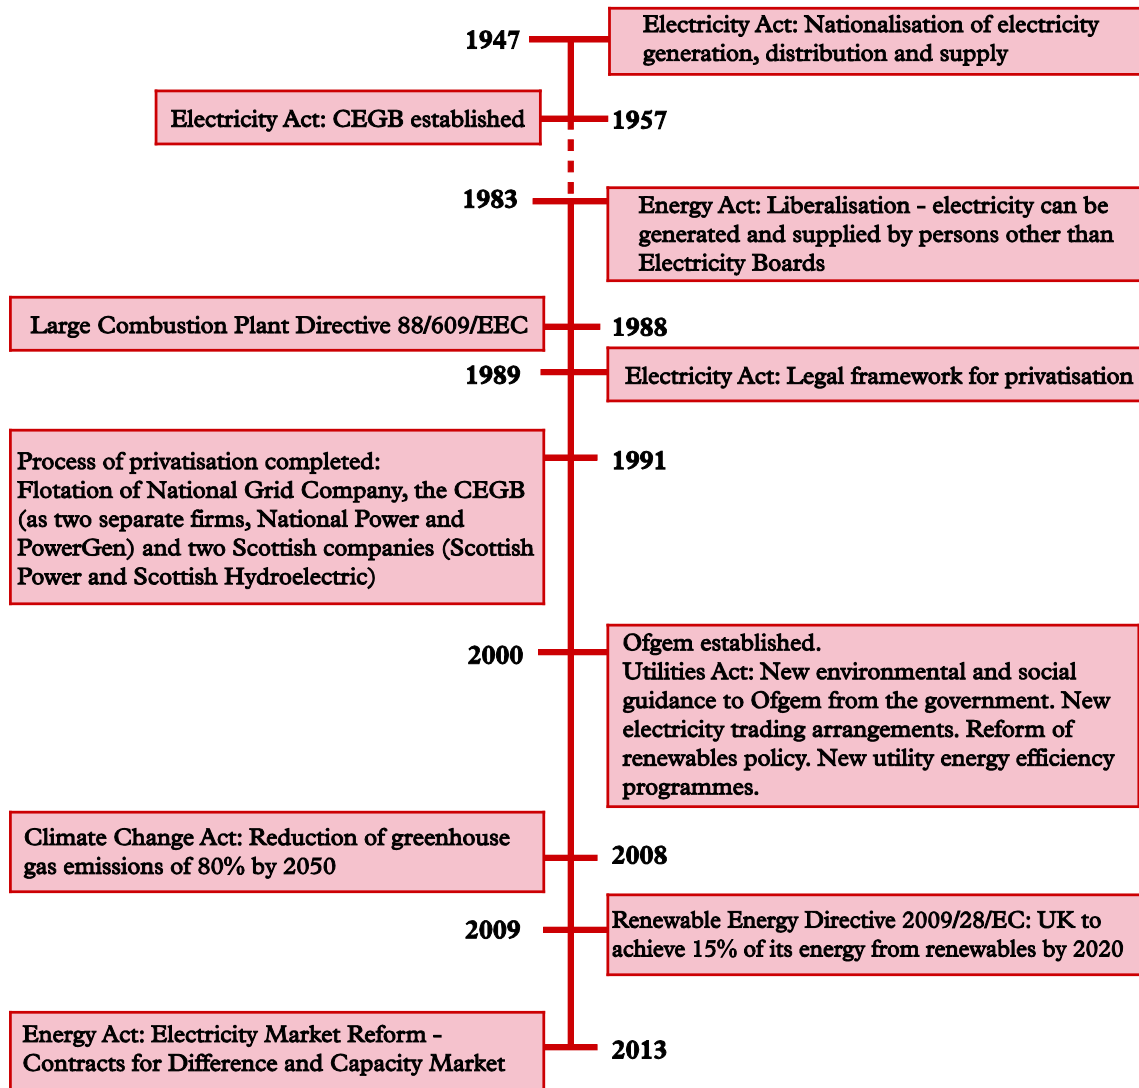 1947
Electricity Act: Nationalisation of electricity
generation, distribution and supply
Electricity Act: CEGB established
1957
1983
Energy Act: Liberalisation - electricity can be
generated and supplied by persons other than
Electricity Boards
Large Combustion Plant Directive 88/609/EEC
1988
1989
Electricity Act: Legal framework for privatisation
Process of privatisation completed:
Flotation of National Grid Company, the CEGB
(as two separate firms, National Power and
PowerGen) and two Scottish companies (Scottish
Power and Scottish Hydroelectric)
1991
2000
Ofgem established.
Utilities Act: New environmental and social
guidance to Ofgem from the government. New
electricity trading arrangements. Reform of
renewables policy. New utility energy efficiency
programmes.
Climate Change Act: Reduction of greenhouse
gas emissions of 80% by 2050
2008
2009
Renewable Energy Directive 2009/28/EC: UK to
achieve 15% of its energy from renewables by 2020
Energy Act: Electricity Market Reform -
Contracts for Difference and Capacity Market
2013